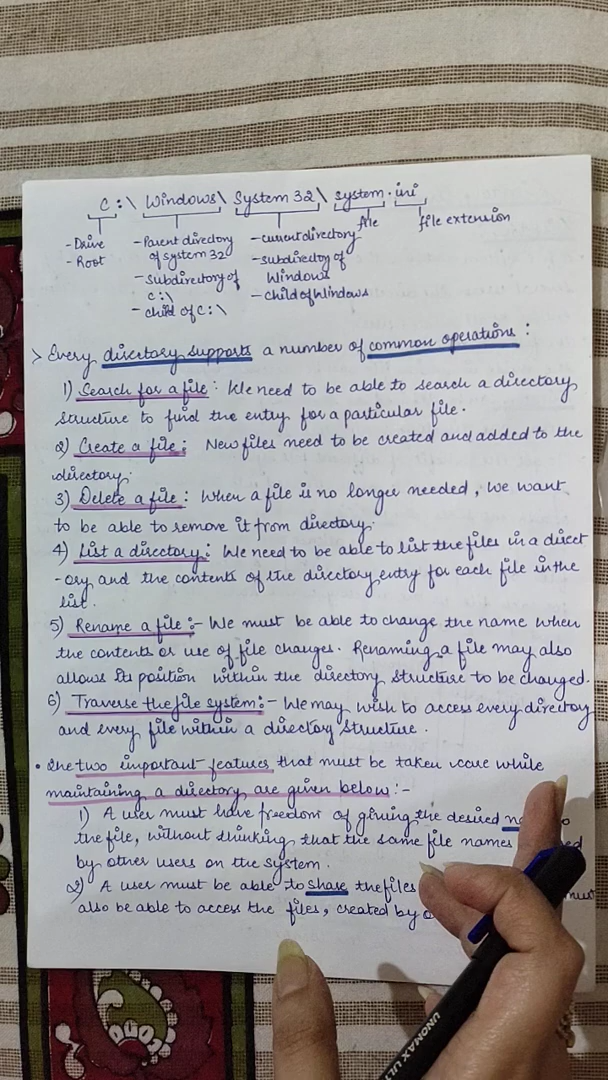 C:\ Windows\ System 32\ system.ini
- Drive
- Root
- Parent directory of system 32
- Subdirectory of C:\
- child of C:\
- current directory
- subdirectory of Windows
- child of Windows
file
file extension
> Every directory supports a number of common operations :
1) Search for a file : We need to be able to search a directory
structure to find the entry for a particular file.
2) Create a file : New files need to be created and added to the
directory.
3) Delete a file : When a file is no longer needed, we want
to be able to remove it from directory.
4) List a directory : We need to be able to list the files in a direct
-ory and the contents of the directory entry for each file in the
list.
5) Rename a file :- We must be able to change the name when
the contents or use of file changes. Renaming a file may also
allows its position within the directory structure to be changed.
6) Traverse the file system :- We may wish to access every directory
and every file within a directory structure.
• The two important features that must be taken care while
maintaining a directory are given below :-
1) A user must have freedom of giving the desired
the file, without thinking that the same file names
by other users on the system.
2) A user must be able to share the files must
also be able to access the files, created by
UNOMAX